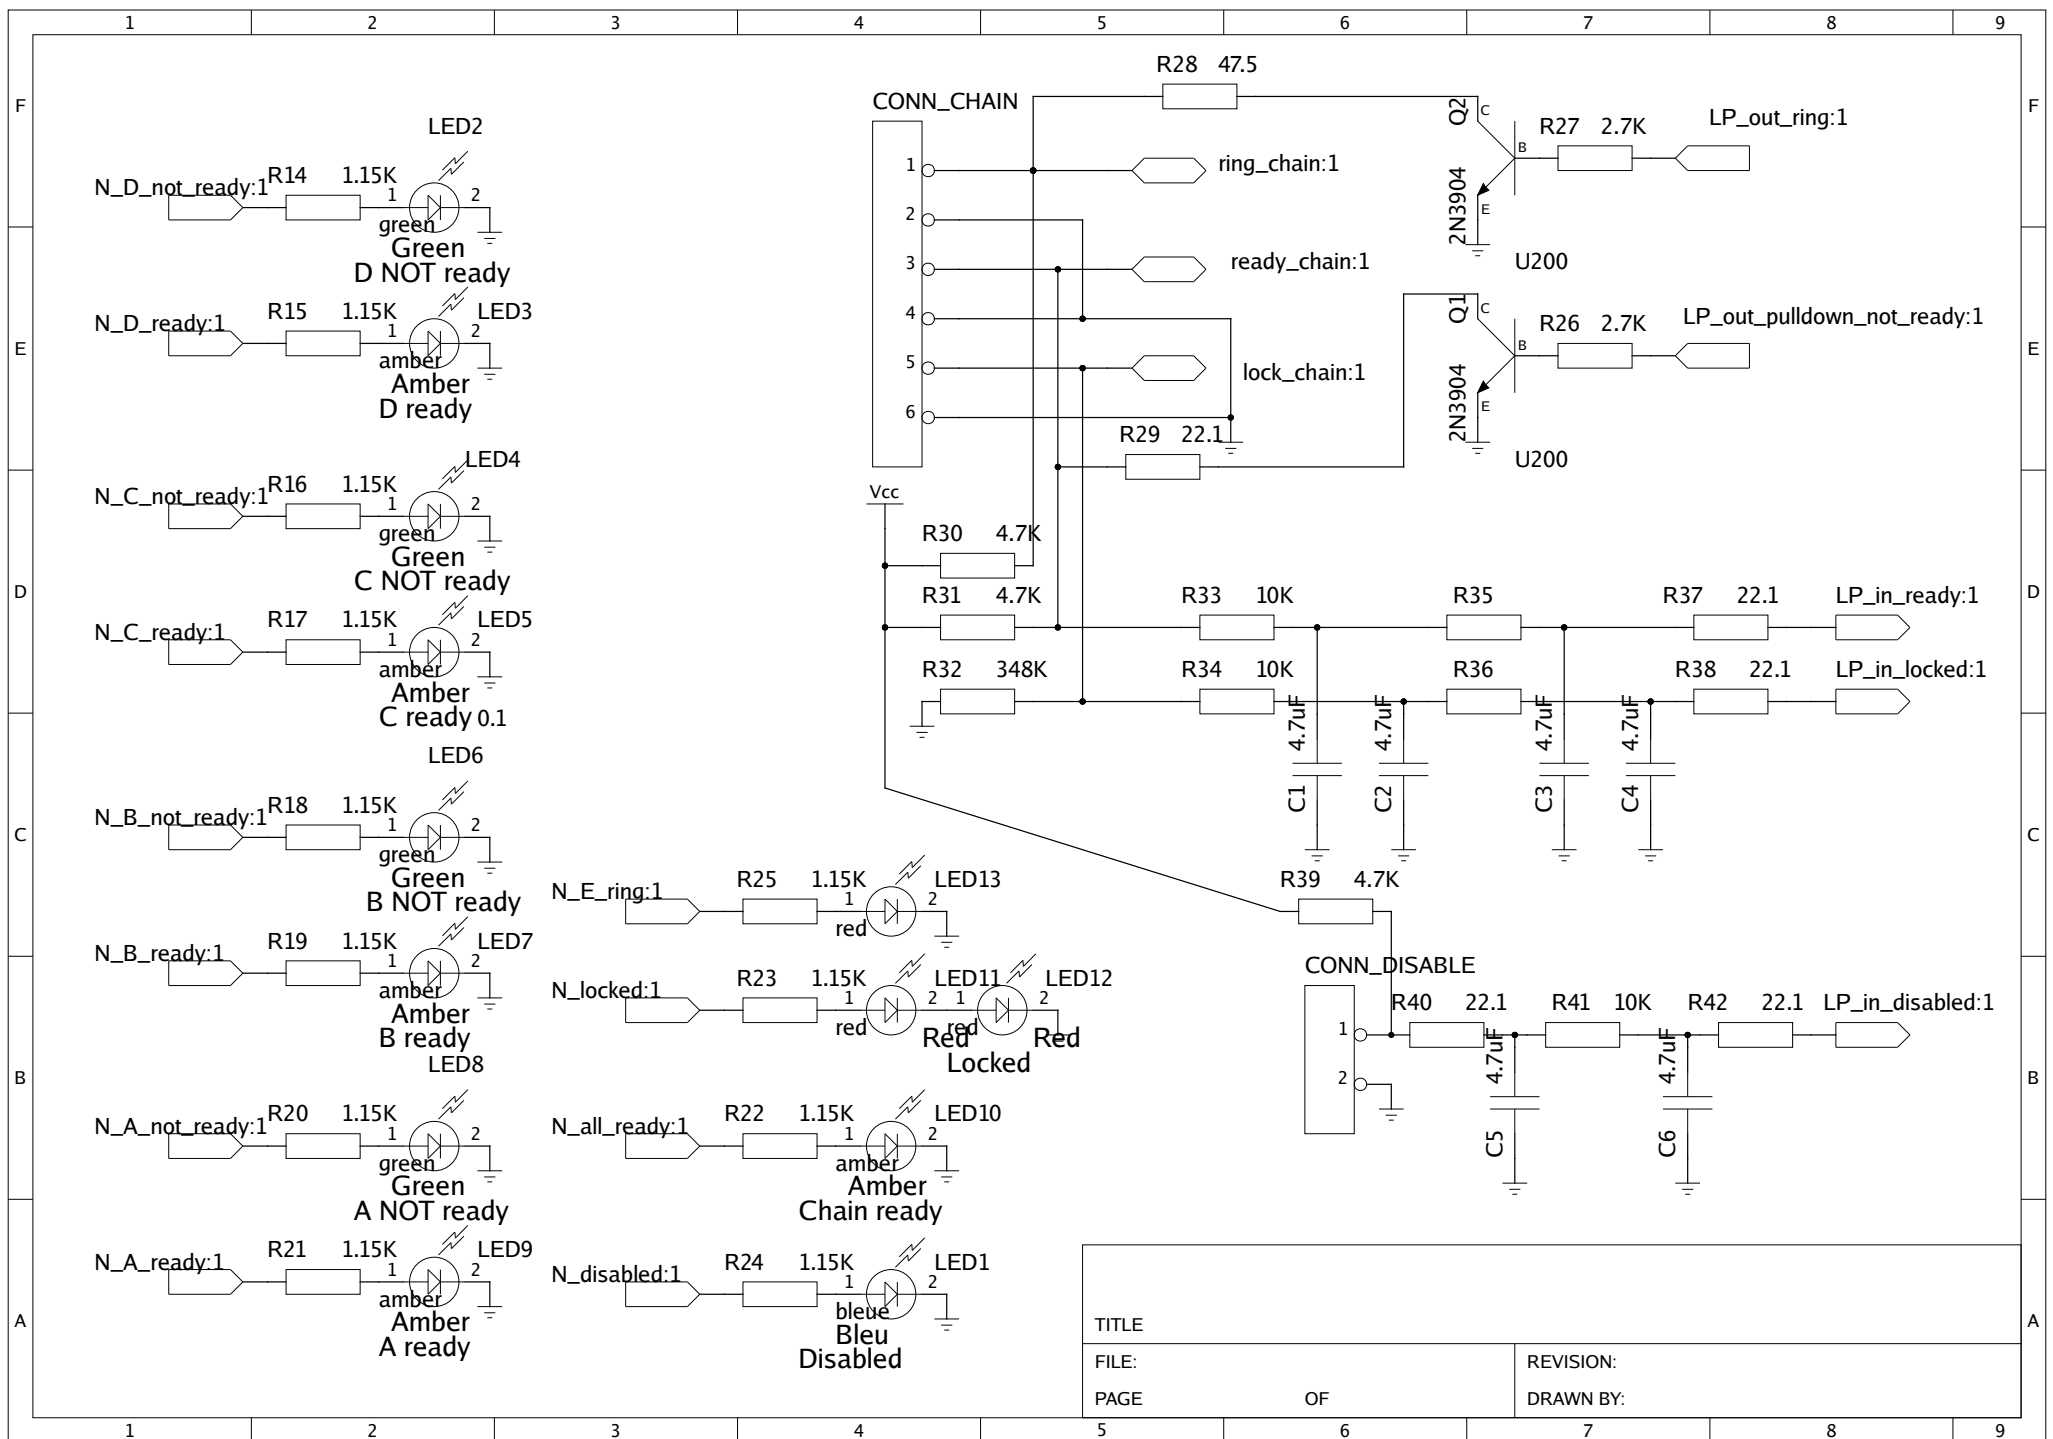 1 2 3 4 5 6 7 8 9
F
E
D
C
B
A
LED2
N_D_not_ready:1 R14 1.15K 1 2
green
Green
D NOT ready
N_D_ready:1 R15 1.15K 1 2 LED3
amber
Amber
D ready
LED4
N_C_not_ready:1 R16 1.15K 1 2
green
Green
C NOT ready
N_C_ready:1 R17 1.15K 1 2 LED5
amber
Amber
C ready 0.1
LED6
N_B_not_ready:1 R18 1.15K 1 2
green
Green
B NOT ready
N_B_ready:1 R19 1.15K 1 2 LED7
amber
Amber
B ready
LED8
N_A_not_ready:1 R20 1.15K 1 2
green
Green
A NOT ready
N_A_ready:1 R21 1.15K 1 2 LED9
amber
Amber
A ready
N_E_ring:1 R25 1.15K 1 2 LED13
red
N_locked:1 R23 1.15K 1 2 LED11 1 2 LED12
red red
Red Red
Locked
N_all_ready:1 R22 1.15K 1 2 LED10
amber
Amber
Chain ready
N_disabled:1 R24 1.15K 1 2 LED1
bleue
Bleu
Disabled
CONN_CHAIN
1
2
3
4
5
6
ring_chain:1
ready_chain:1
lock_chain:1
R28 47.5
Q2 C B E
2N3904
U200
R27 2.7K LP_out_ring:1
Q1 C B E
2N3904
U200
R26 2.7K LP_out_pulldown_not_ready:1
R29 22.1
Vcc
R30 4.7K
R31 4.7K R33 10K R35 R37 22.1 LP_in_ready:1
R32 348K R34 10K R36 R38 22.1 LP_in_locked:1
4.7uF 4.7uF 4.7uF 4.7uF
C1 C2 C3 C4
R39 4.7K
CONN_DISABLE
1 R40 22.1 R41 10K R42 22.1 LP_in_disabled:1
2
4.7uF 4.7uF
C5 C6
TITLE
FILE: REVISION:
PAGE OF DRAWN BY:
F
E
D
C
B
A
1 2 3 4 5 6 7 8 9